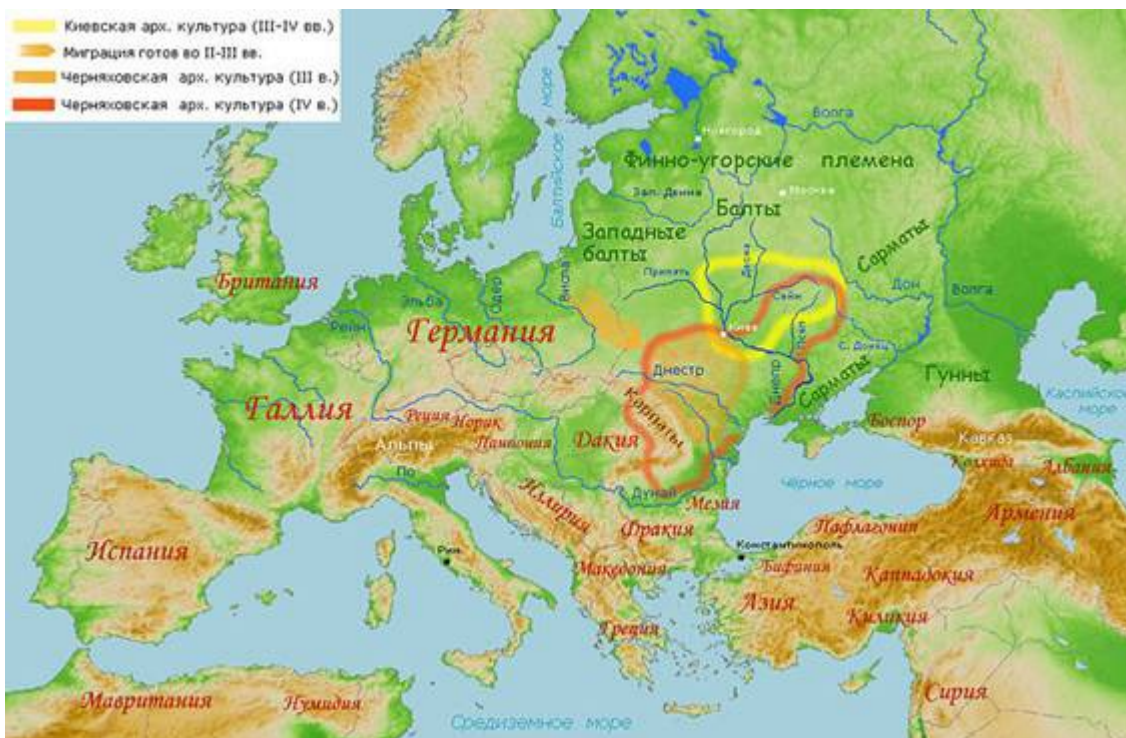 Киевская арх. культура (III-IV вв.)
Миграция готов во II-III вв.
Черняховская арх. культура (III в.)
Черняховская арх. культура (IV в.)
Балтийское море
Новгород
Волга
Финно-угорские племена
Зап. Двина
Москва
Балты
Западные
балты
Сарматы
Британия
Припять
Десна
Сейм
Дон
Волга
Эльба
Одер
Висла
Рейн
Германия
Киев
Псёл
С. Донец
Днестр
Днепр
Сарматы
Гунны
Каспийское
море
Галлия
Реция
Норик
Карпаты
Боспор
Альпы
Паннония
Дакия
Кавказ
Колхида
Албания
По
Дунай
Мезия
Чёрное море
Иллирия
Фракия
Пафлагония
Армения
Испания
Рим
Константинополь
Македония
Вифания
Каппадокия
Азия
Киликия
Греция
Мавритания
Нумидия
Сирия
Средиземное море